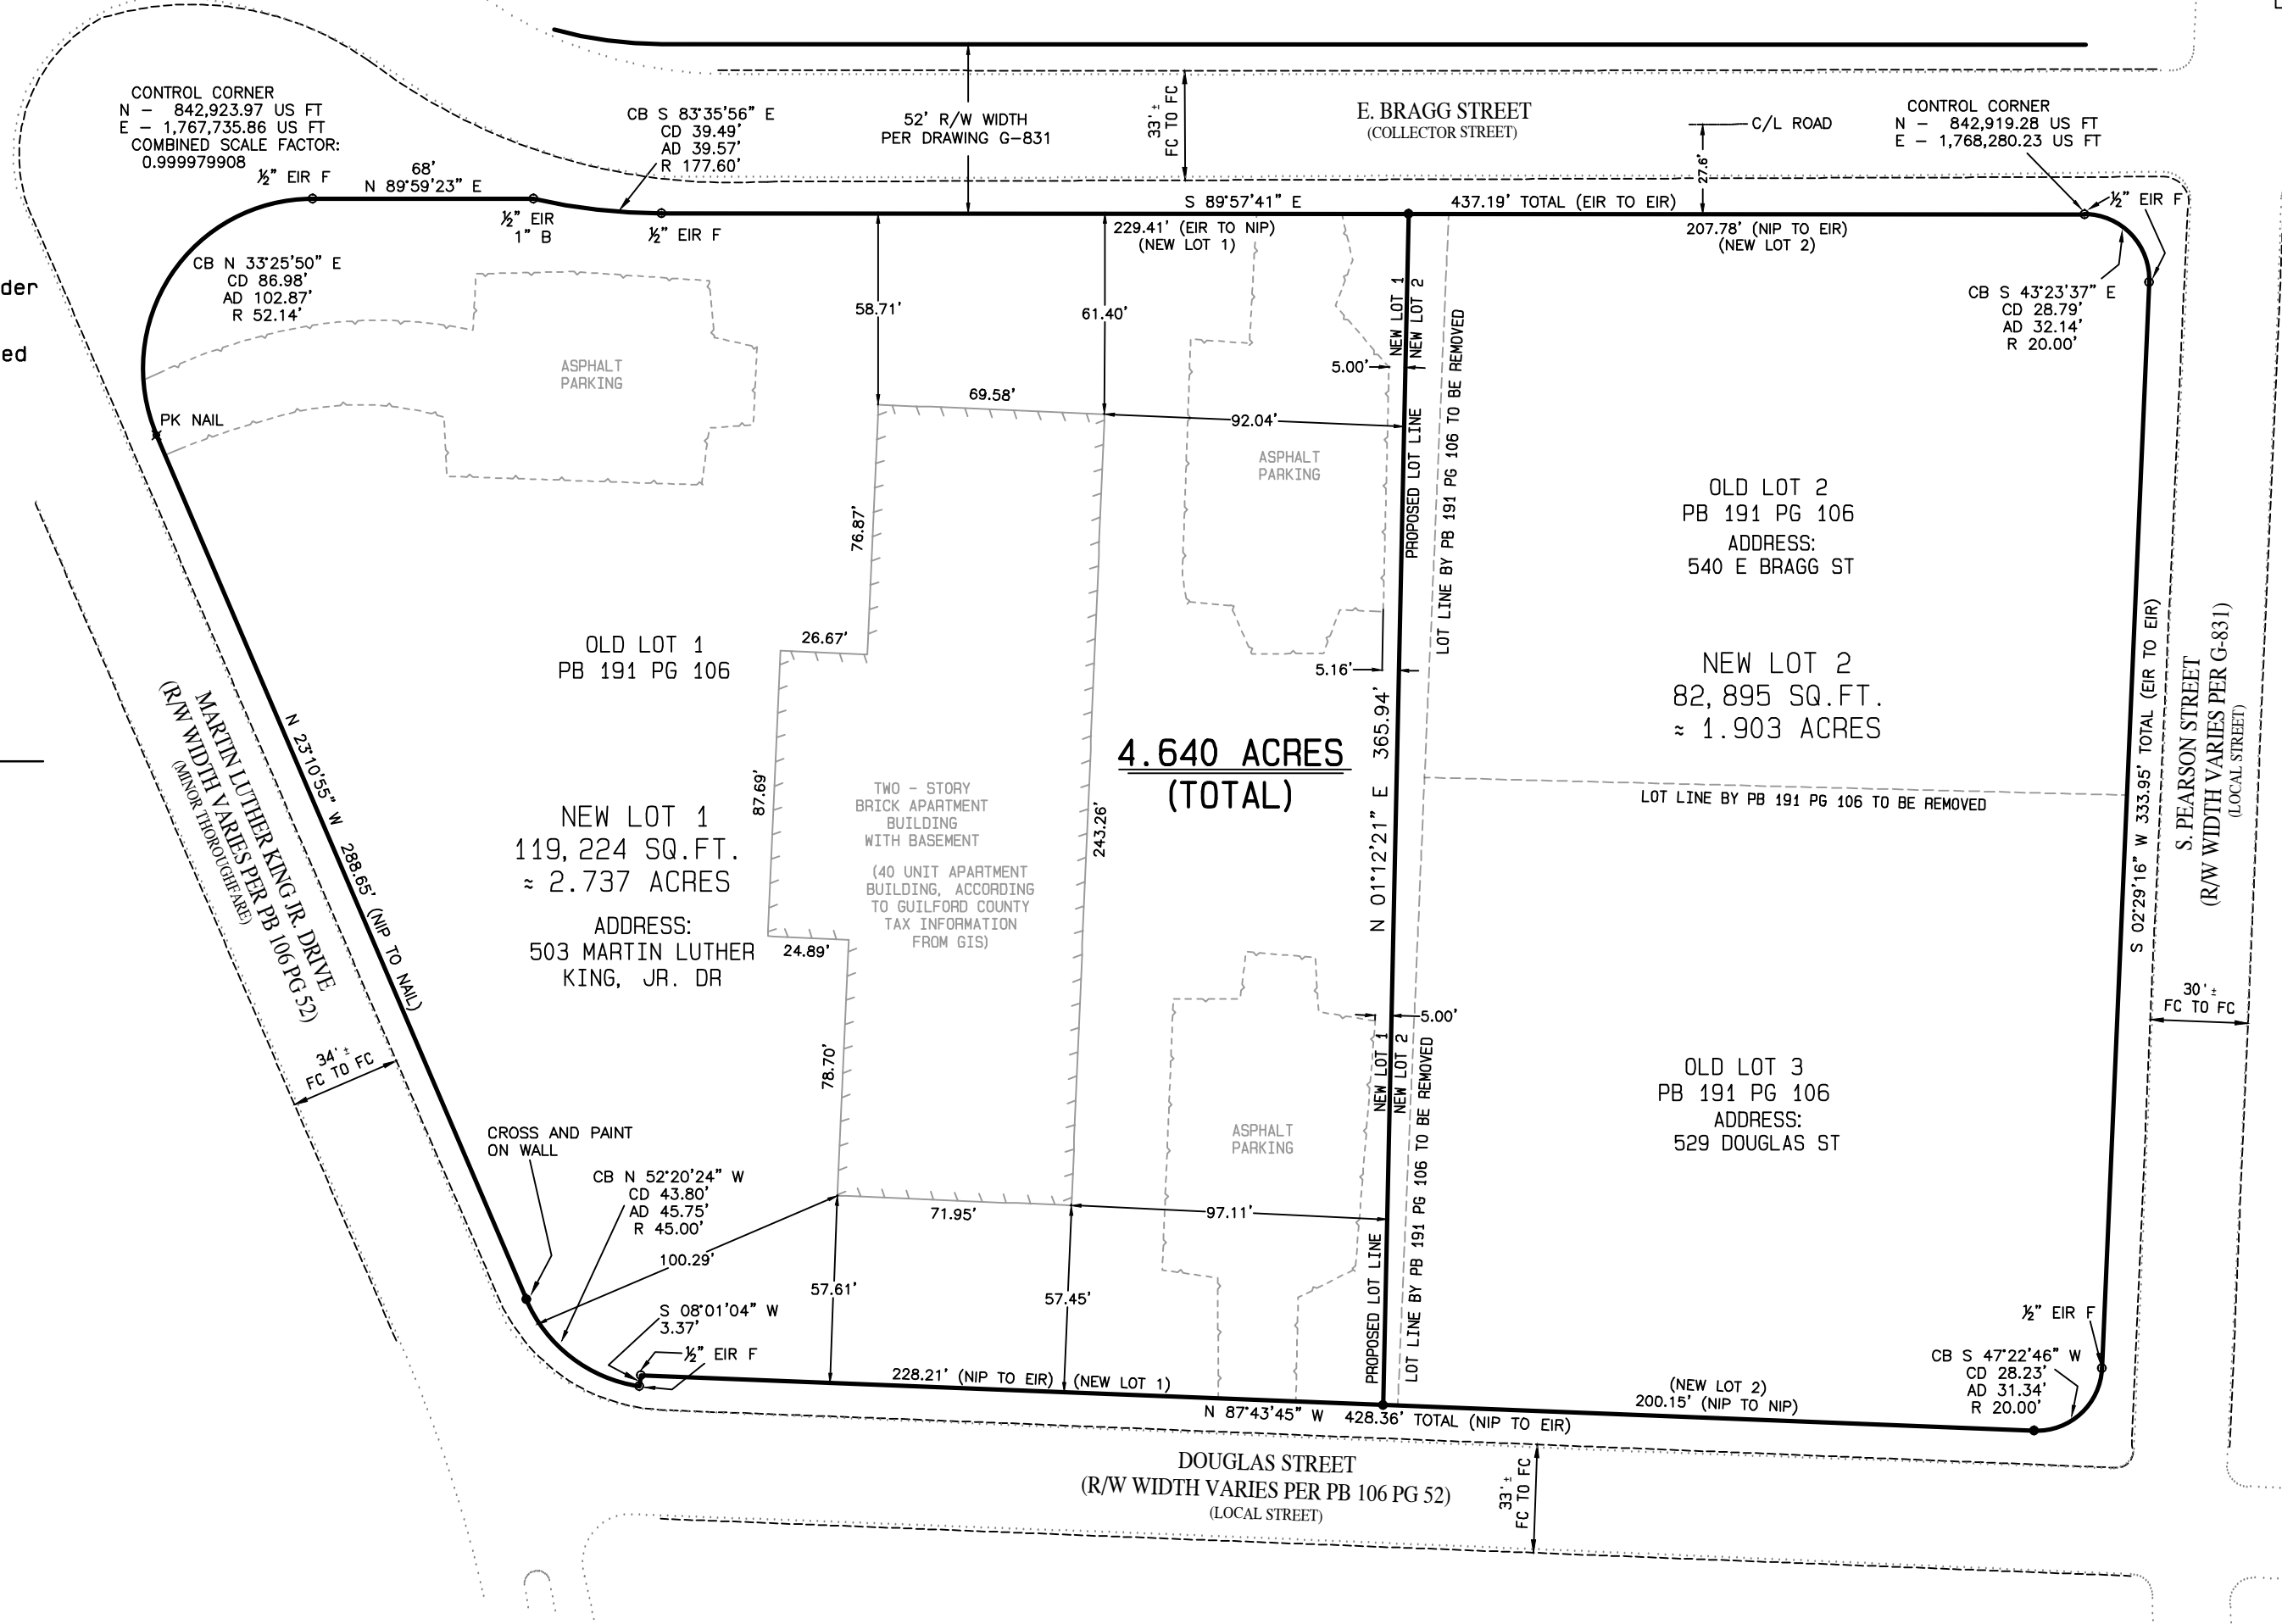 der
ed
CONTROL CORNER
N - 842,923.97 US FT
E - 1,767,735.86 US FT
COMBINED SCALE FACTOR:
0.999979908
½" EIR F
68'
N 89°59'23" E
½" EIR
1" B
CB S 83°35'56" E
CD 39.49'
AD 39.57'
R 177.60'
½" EIR F
52' R/W WIDTH
PER DRAWING G-831
33' ±
FC TO FC
E. BRAGG STREET
(COLLECTOR STREET)
C/L ROAD
27.6'
CONTROL CORNER
N - 842,919.28 US FT
E - 1,768,280.23 US FT
½" EIR F
S 89°57'41" E
437.19' TOTAL (EIR TO EIR)
229.41' (EIR TO NIP)
(NEW LOT 1)
207.78' (NIP TO EIR)
(NEW LOT 2)
CB N 33°25'50" E
CD 86.98'
AD 102.87'
R 52.14'
CB S 43°23'37" E
CD 28.79'
AD 32.14'
R 20.00'
58.71'
61.40'
NEW LOT 1
NEW LOT 2
5.00'
ASPHALT
PARKING
69.58'
92.04'
PK NAIL
ASPHALT
PARKING
PROPOSED LOT LINE
LOT LINE BY PB 191 PG 106 TO BE REMOVED
76.87'
OLD LOT 2
PB 191 PG 106
ADDRESS:
540 E BRAGG ST
26.67'
OLD LOT 1
PB 191 PG 106
5.16'
NEW LOT 2
82,895 SQ.FT.
≈ 1.903 ACRES
S 02°29'16" W 333.95' TOTAL (EIR TO EIR)
S. PEARSON STREET
(R/W WIDTH VARIES PER G-831)
(LOCAL STREET)
MARTIN LUTHER KING JR. DRIVE
(R/W WIDTH VARIES PER PB 106 PG 52)
(MINOR THOROUGHFARE)
N 23°10'55" W 288.65' (NIP TO NAIL)
4.640 ACRES
(TOTAL)
N 01°12'21" E 365.94'
LOT LINE BY PB 191 PG 106 TO BE REMOVED
87.69'
NEW LOT 1
119,224 SQ.FT.
≈ 2.737 ACRES
ADDRESS:
503 MARTIN LUTHER
KING, JR. DR
TWO - STORY
BRICK APARTMENT
BUILDING
WITH BASEMENT
(40 UNIT APARTMENT
BUILDING, ACCORDING
TO GUILFORD COUNTY
TAX INFORMATION
FROM GIS)
243.26'
24.89'
30' ±
FC TO FC
5.00'
NEW LOT 1
NEW LOT 2
34' ±
FC TO FC
78.70'
OLD LOT 3
PB 191 PG 106
ADDRESS:
529 DOUGLAS ST
CROSS AND PAINT
ON WALL
ASPHALT
PARKING
LOT LINE BY PB 191 PG 106 TO BE REMOVED
CB N 52°20'24" W
CD 43.80'
AD 45.75'
R 45.00'
71.95'
97.11'
100.29'
57.61'
57.45'
PROPOSED LOT LINE
S 08°01'04" W
3.37'
½" EIR F
½" EIR F
CB S 47°22'46" W
CD 28.23'
AD 31.34'
R 20.00'
228.21' (NIP TO EIR) (NEW LOT 1)
(NEW LOT 2)
200.15' (NIP TO NIP)
N 87°43'45" W 428.36' TOTAL (NIP TO EIR)
DOUGLAS STREET
(R/W WIDTH VARIES PER PB 106 PG 52)
(LOCAL STREET)
33' ±
FC TO FC